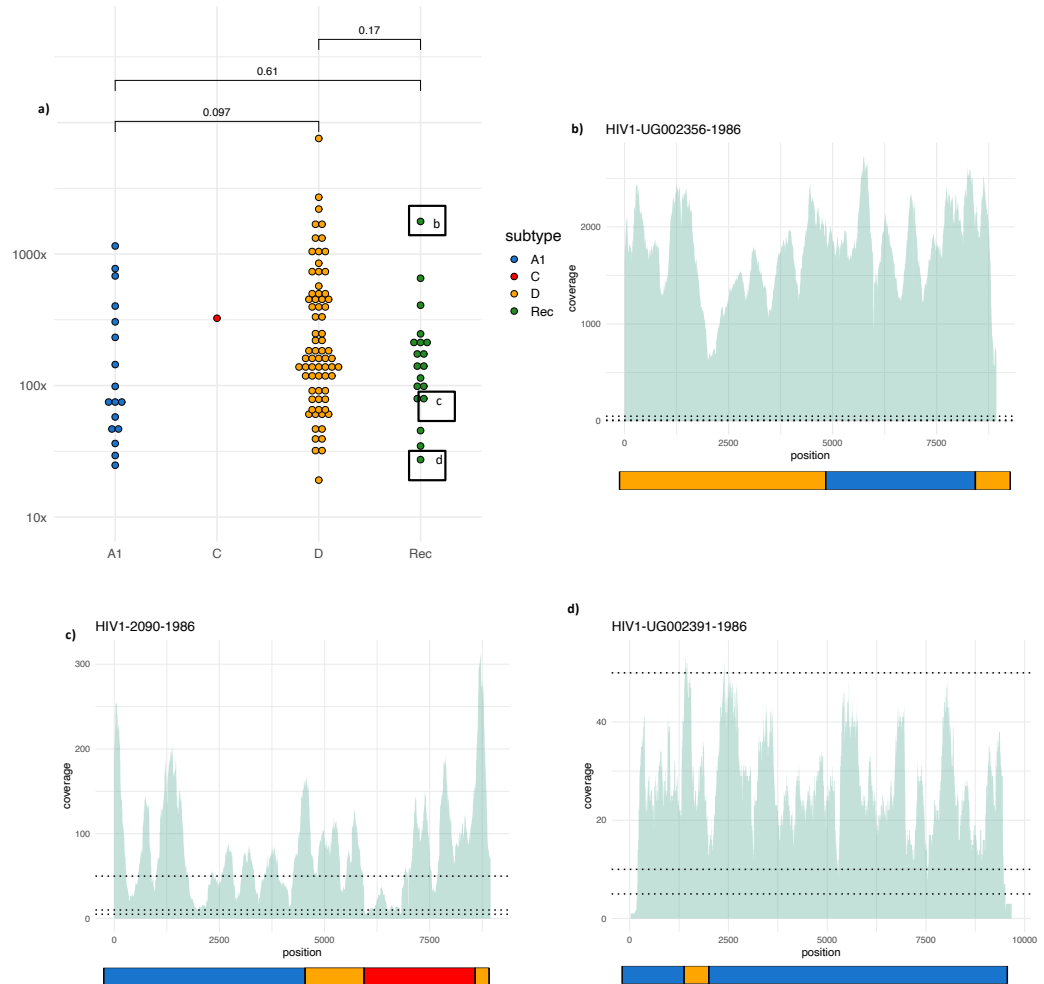 0.17
0.61
a)
0.097
b
1000x
100x
c
d
10x
A1
C
D
Rec
subtype
A1
C
D
Rec
b)
HIV1-UG002356-1986
coverage
2000
1000
0
0
2500
5000
7500
position
c)
HIV1-2090-1986
coverage
300
200
100
0
0
2500
5000
7500
position
d)
HIV1-UG002391-1986
coverage
40
20
0
0
2500
5000
7500
10000
position